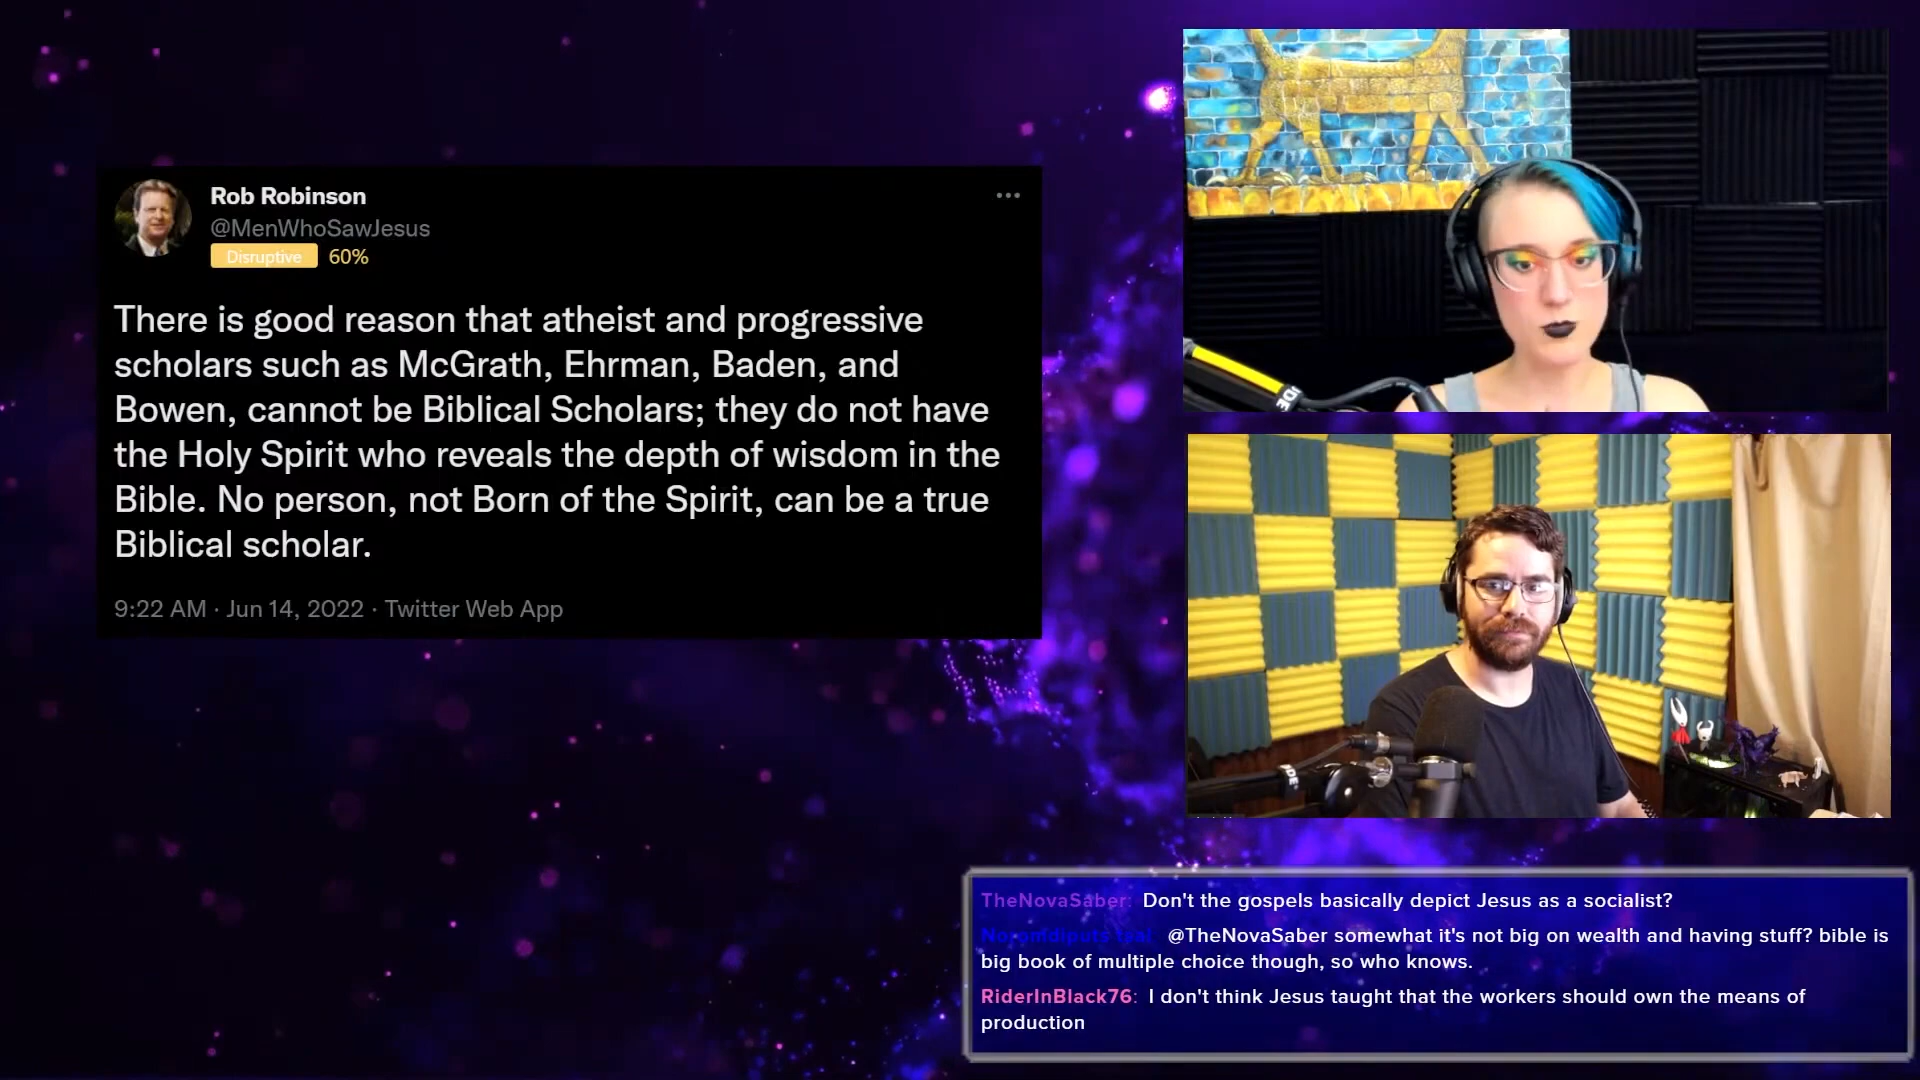 Rob Robinson
@MenWhoSawJesus
Disruptive 60%
There is good reason that atheist and progressive
scholars such as McGrath, Ehrman, Baden, and
Bowen, cannot be Biblical Scholars; they do not have
the Holy Spirit who reveals the depth of wisdom in the
Bible. No person, not Born of the Spirit, can be a true
Biblical scholar.
9:22 AM · Jun 14, 2022 · Twitter Web App
TheNovaSaber: Don't the gospels basically depict Jesus as a socialist?
@TheNovaSaber somewhat it's not big on wealth and having stuff? bible is
big book of multiple choice though, so who knows.
RiderInBlack76: I don't think Jesus taught that the workers should own the means of
production